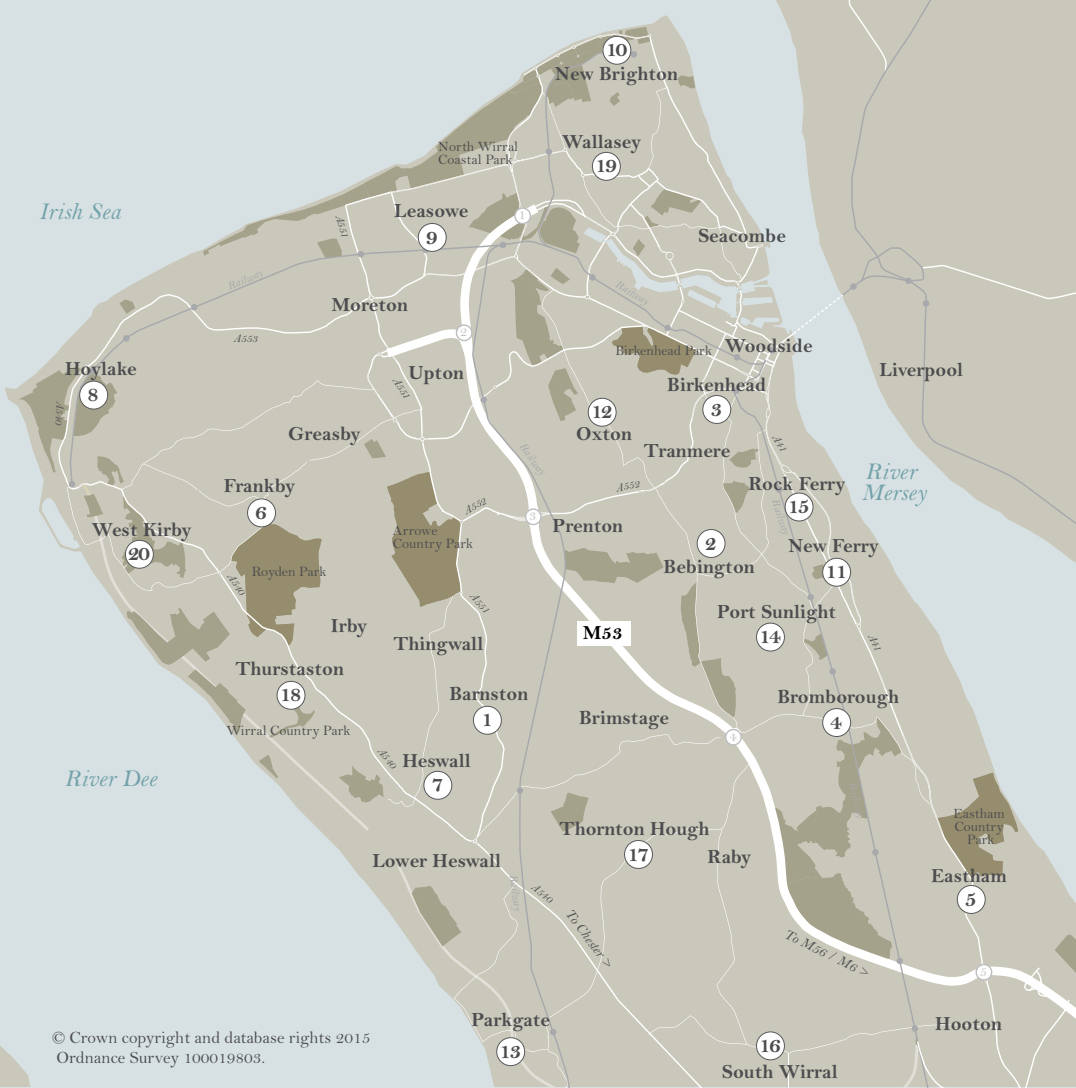 10
New Brighton
North Wirral
Coastal Park
Wallasey
19
Irish Sea
A551
Leasowe
9
1
Seacombe
Railway
Railway
Moreton
A553
2
Birkenhead Park
Woodside
Hoylake
8
A540
Upton
A551
Birkenhead
3
Liverpool
12
Oxton
Greasby
Tranmere
A41
River
Mersey
Railway
Frankby
6
A552
A552
Rock Ferry
15
Railway
3
Prenton
West Kirby
20
Arrowe
Country Park
2
Bebington
New Ferry
11
Royden Park
A540
A551
Irby
Thingwall
M53
Port Sunlight
14
A41
Thurstaston
18
Barnston
1
Bromborough
4
Wirral Country Park
Brimstage
4
A540
Heswall
7
River Dee
Railway
Eastham
Country
Park
Thornton Hough
17
Raby
Lower Heswall
Eastham
5
Railway
A540
To Chester >
To M56 / M6 >
5
Parkgate
13
Hooton
16
South Wirral
© Crown copyright and database rights 2015
Ordnance Survey 100019803.